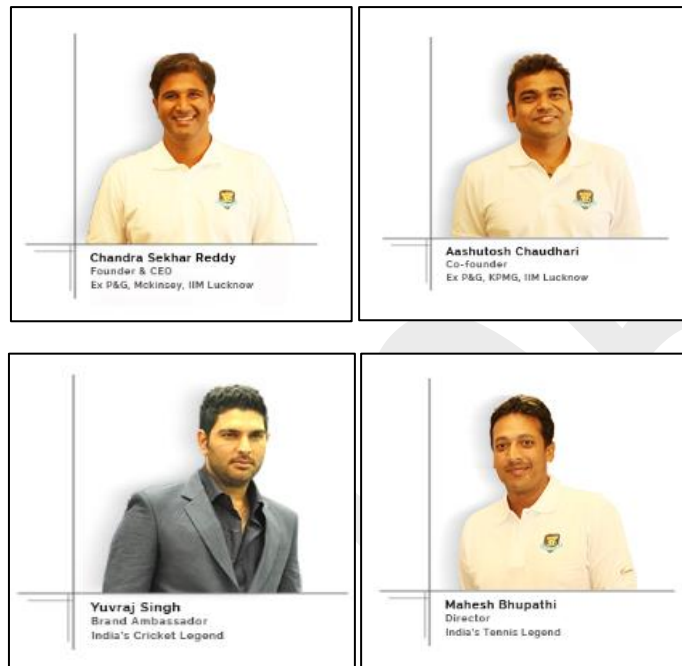 Chandra Sekhar Reddy
Founder & CEO
Ex P&G, Mckinsey, IIM Lucknow
Aashutosh Chaudhari
Co-founder
Ex P&G, KPMG, IIM Lucknow
Yuvraj Singh
Brand Ambassador
India's Cricket Legend
Mahesh Bhupathi
Director
India's Tennis Legend